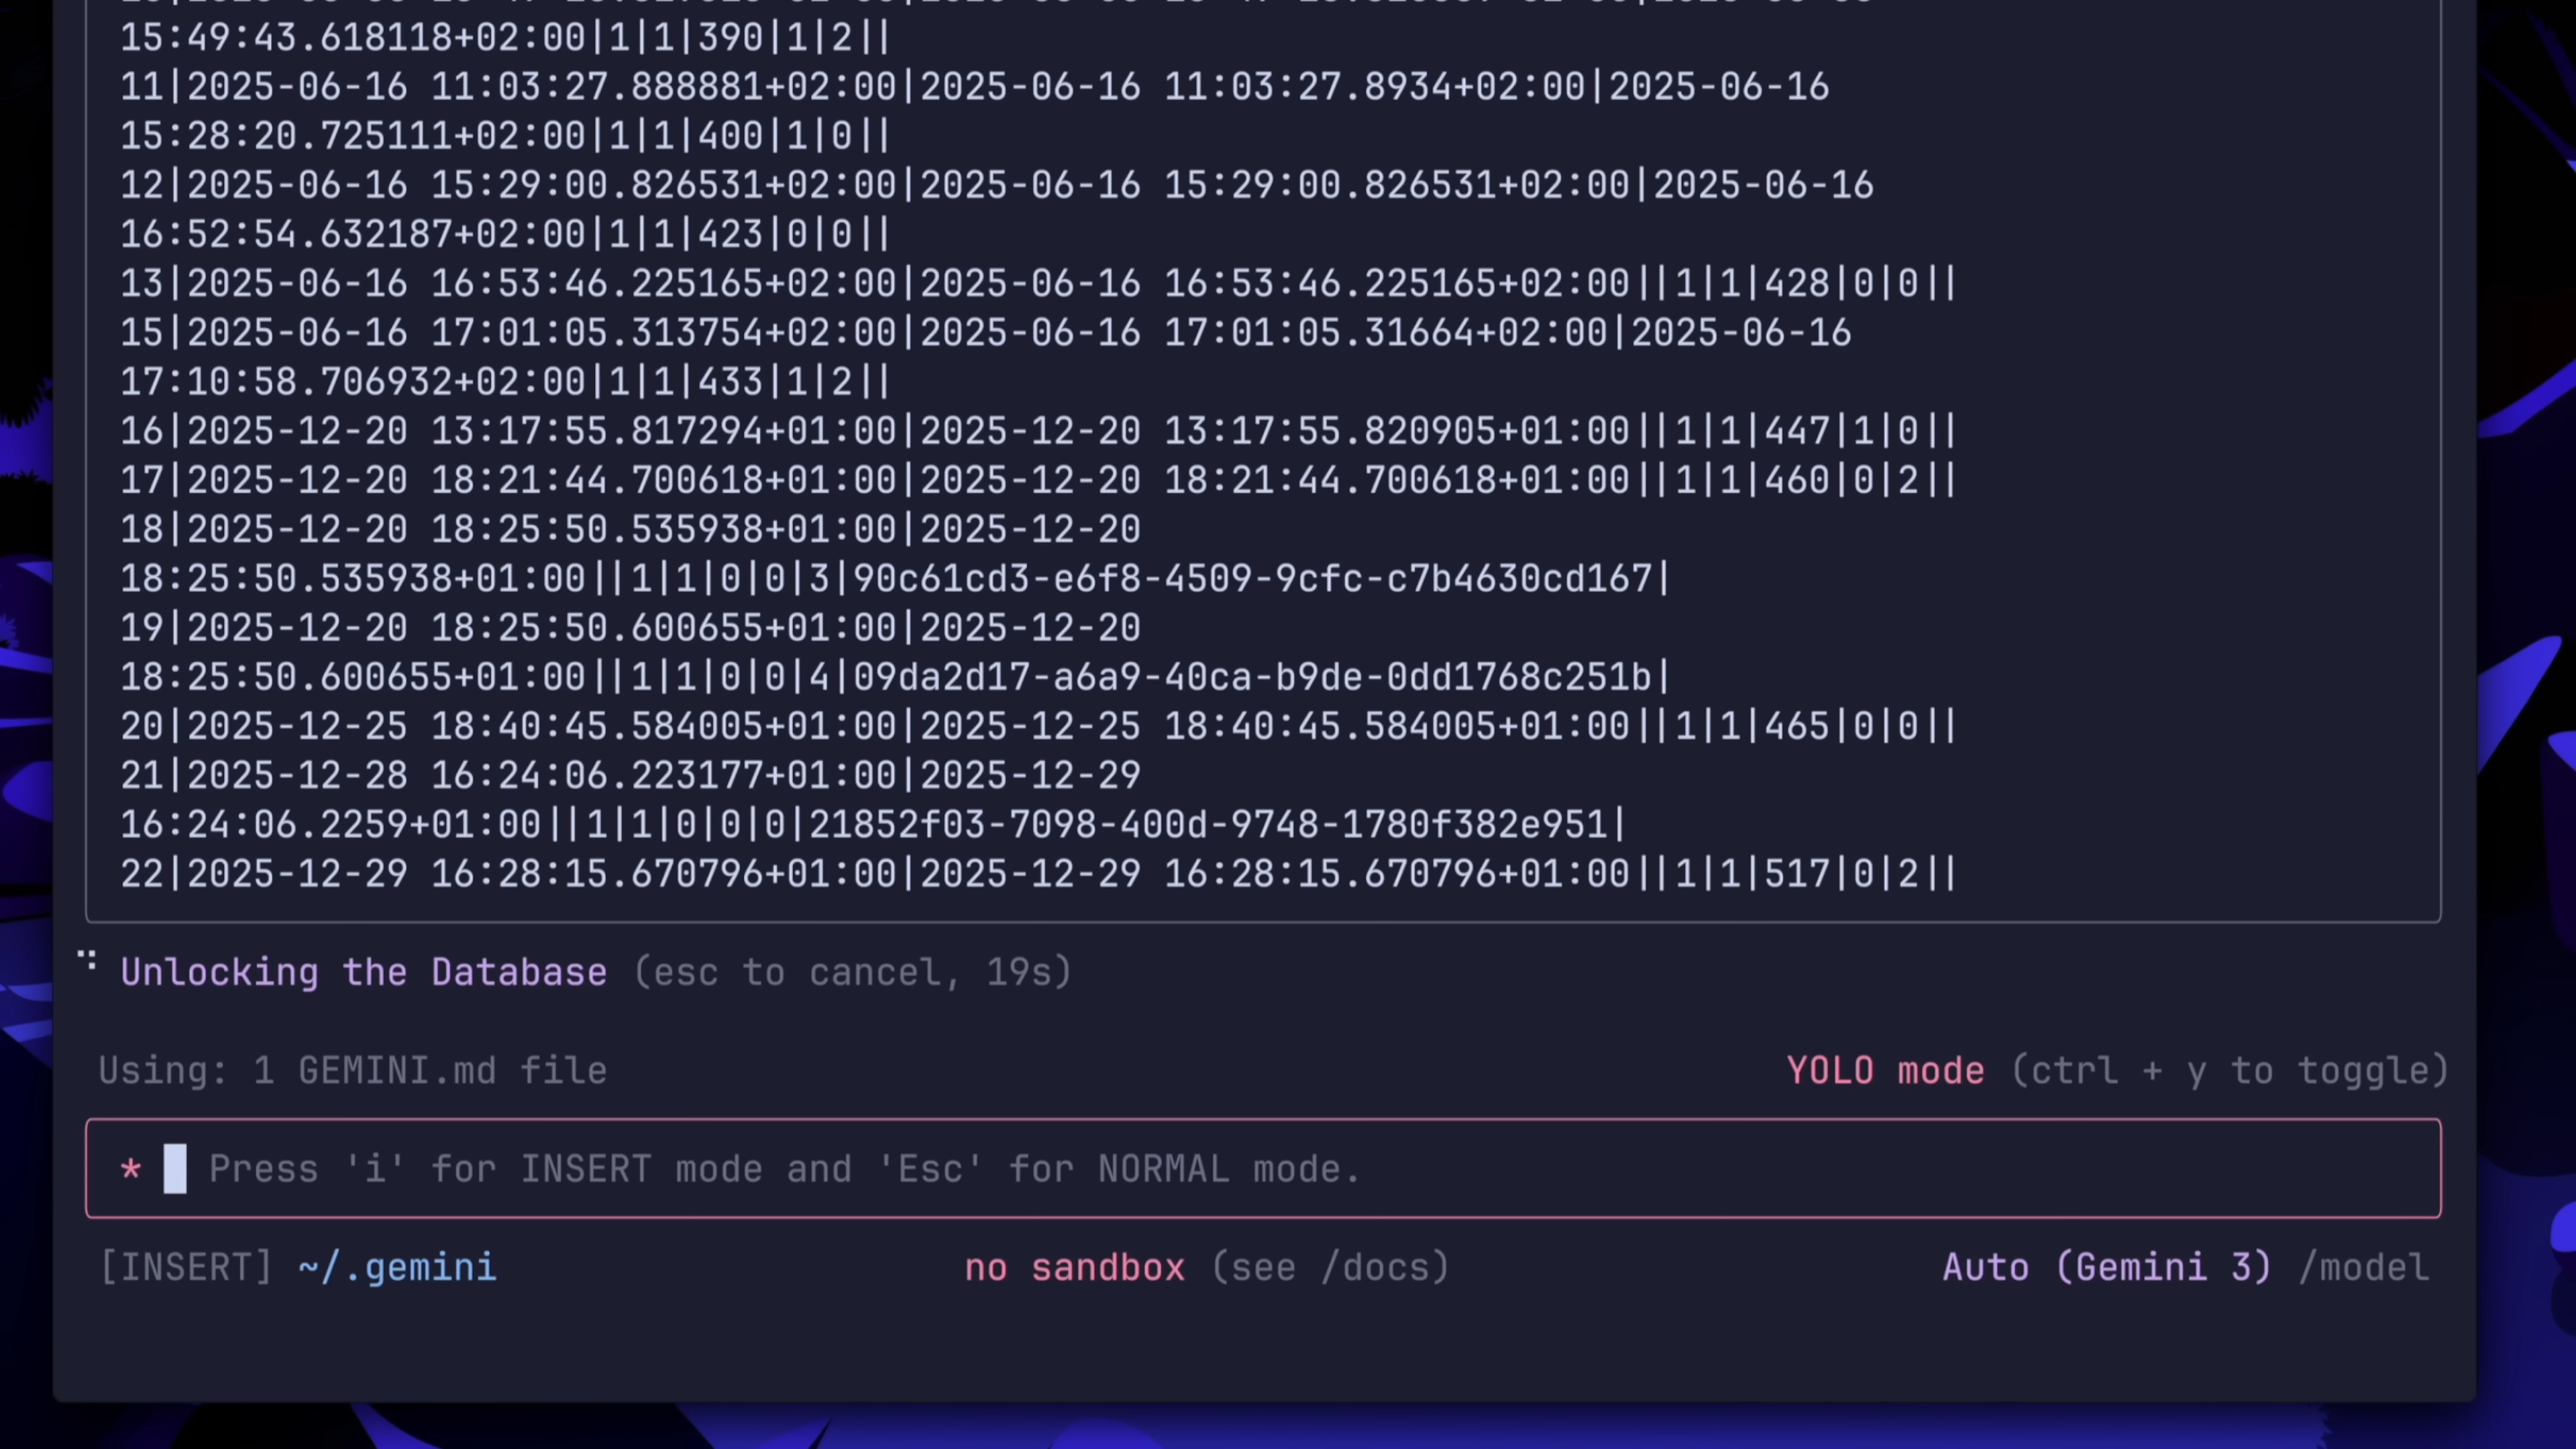 15:49:43.618118+02:00|1|1|390|1|2||
11|2025-06-16 11:03:27.888881+02:00|2025-06-16 11:03:27.8934+02:00|2025-06-16
15:28:20.725111+02:00|1|1|400|1|0||
12|2025-06-16 15:29:00.826531+02:00|2025-06-16 15:29:00.826531+02:00|2025-06-16
16:52:54.632187+02:00|1|1|423|0|0||
13|2025-06-16 16:53:46.225165+02:00|2025-06-16 16:53:46.225165+02:00||1|1|428|0|0||
15|2025-06-16 17:01:05.313754+02:00|2025-06-16 17:01:05.31664+02:00|2025-06-16
17:10:58.706932+02:00|1|1|433|1|2||
16|2025-12-20 13:17:55.817294+01:00|2025-12-20 13:17:55.820905+01:00||1|1|447|1|0||
17|2025-12-20 18:21:44.700618+01:00|2025-12-20 18:21:44.700618+01:00||1|1|460|0|2||
18|2025-12-20 18:25:50.535938+01:00|2025-12-20
18:25:50.535938+01:00||1|1|0|0|3|90c61cd3-e6f8-4509-9cfc-c7b4630cd167|
19|2025-12-20 18:25:50.600655+01:00|2025-12-20
18:25:50.600655+01:00||1|1|0|0|4|09da2d17-a6a9-40ca-b9de-0dd1768c251b|
20|2025-12-25 18:40:45.584005+01:00|2025-12-25 18:40:45.584005+01:00||1|1|465|0|0||
21|2025-12-28 16:24:06.223177+01:00|2025-12-29
16:24:06.2259+01:00||1|1|0|0|0|21852f03-7098-400d-9748-1780f382e951|
22|2025-12-29 16:28:15.670796+01:00|2025-12-29 16:28:15.670796+01:00||1|1|517|0|2||
Unlocking the Database (esc to cancel, 19s)
Using: 1 GEMINI.md file YOLO mode (ctrl + y to toggle)
* Press 'i' for INSERT mode and 'Esc' for NORMAL mode.
[INSERT] ~/.gemini no sandbox (see /docs) Auto (Gemini 3) /model